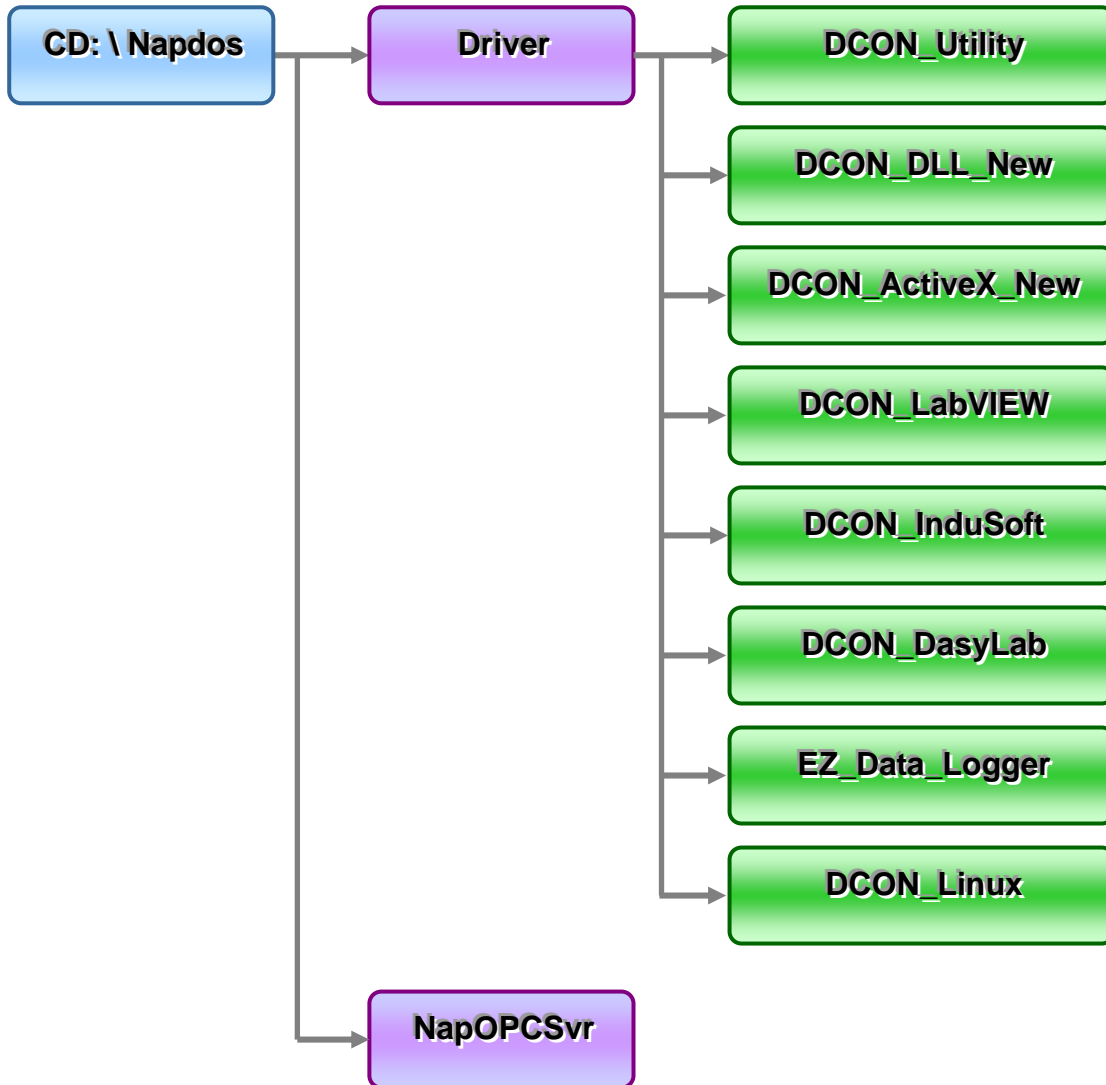 CD: \ Napdos
Driver
DCON_Utility
DCON_DLL_New
DCON_ActiveX_New
DCON_LabVIEW
DCON_InduSoft
DCON_DasyLab
EZ_Data_Logger
DCON_Linux
NapOPCSvr